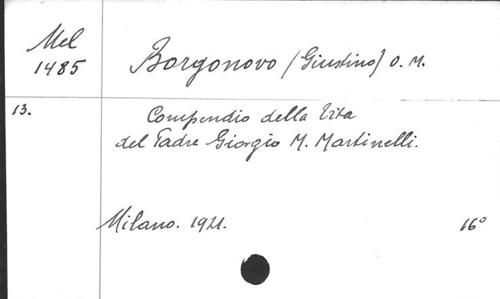 Mel
1485
Borgonovo (Giustino) O. M.
13.
Compendio della Vita
del Padre Giorgio M. Martinelli.
Milano. 1921.
16°